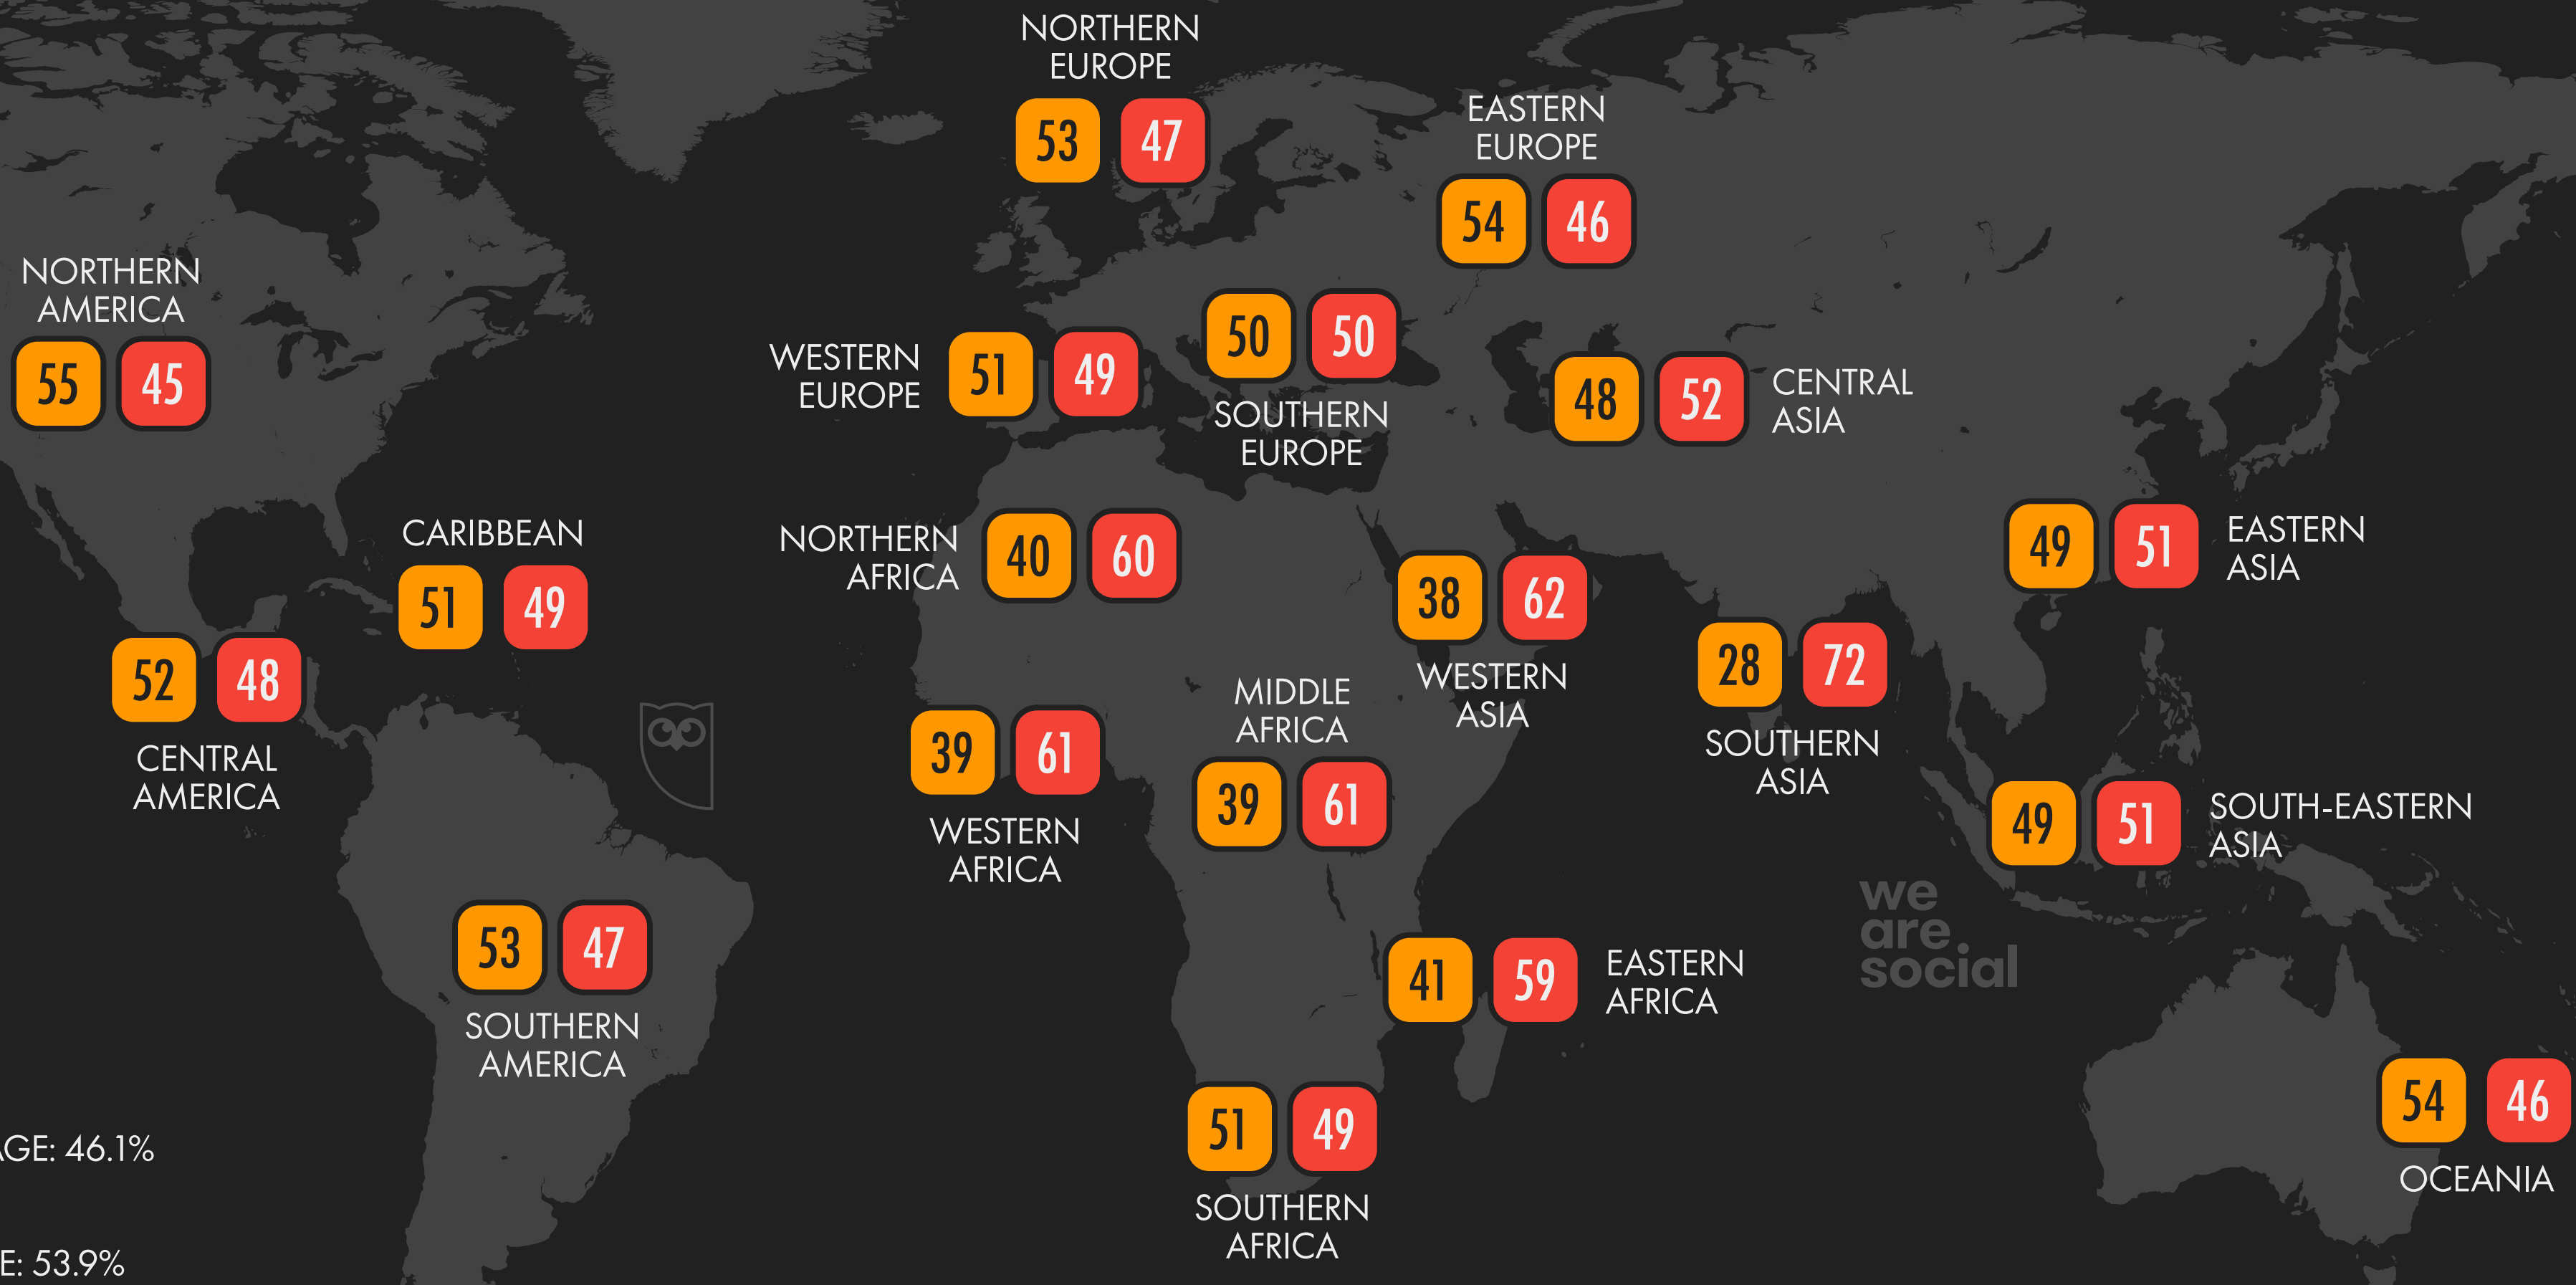 NORTHERN
EUROPE
53 47
EASTERN
EUROPE
54 46
NORTHERN
AMERICA
55 45
WESTERN
EUROPE
51 49
50 50
SOUTHERN
EUROPE
48 52
CENTRAL
ASIA
CARIBBEAN
51 49
NORTHERN
AFRICA
40 60
38 62
WESTERN
ASIA
49 51
EASTERN
ASIA
52 48
CENTRAL
AMERICA
28 72
SOUTHERN
ASIA
39 61
WESTERN
AFRICA
MIDDLE
AFRICA
39 61
49 51
SOUTH-EASTERN
ASIA
we
are
social
53 47
SOUTHERN
AMERICA
41 59
EASTERN
AFRICA
51 49
SOUTHERN
AFRICA
54 46
OCEANIA
AGE: 46.1%
E: 53.9%